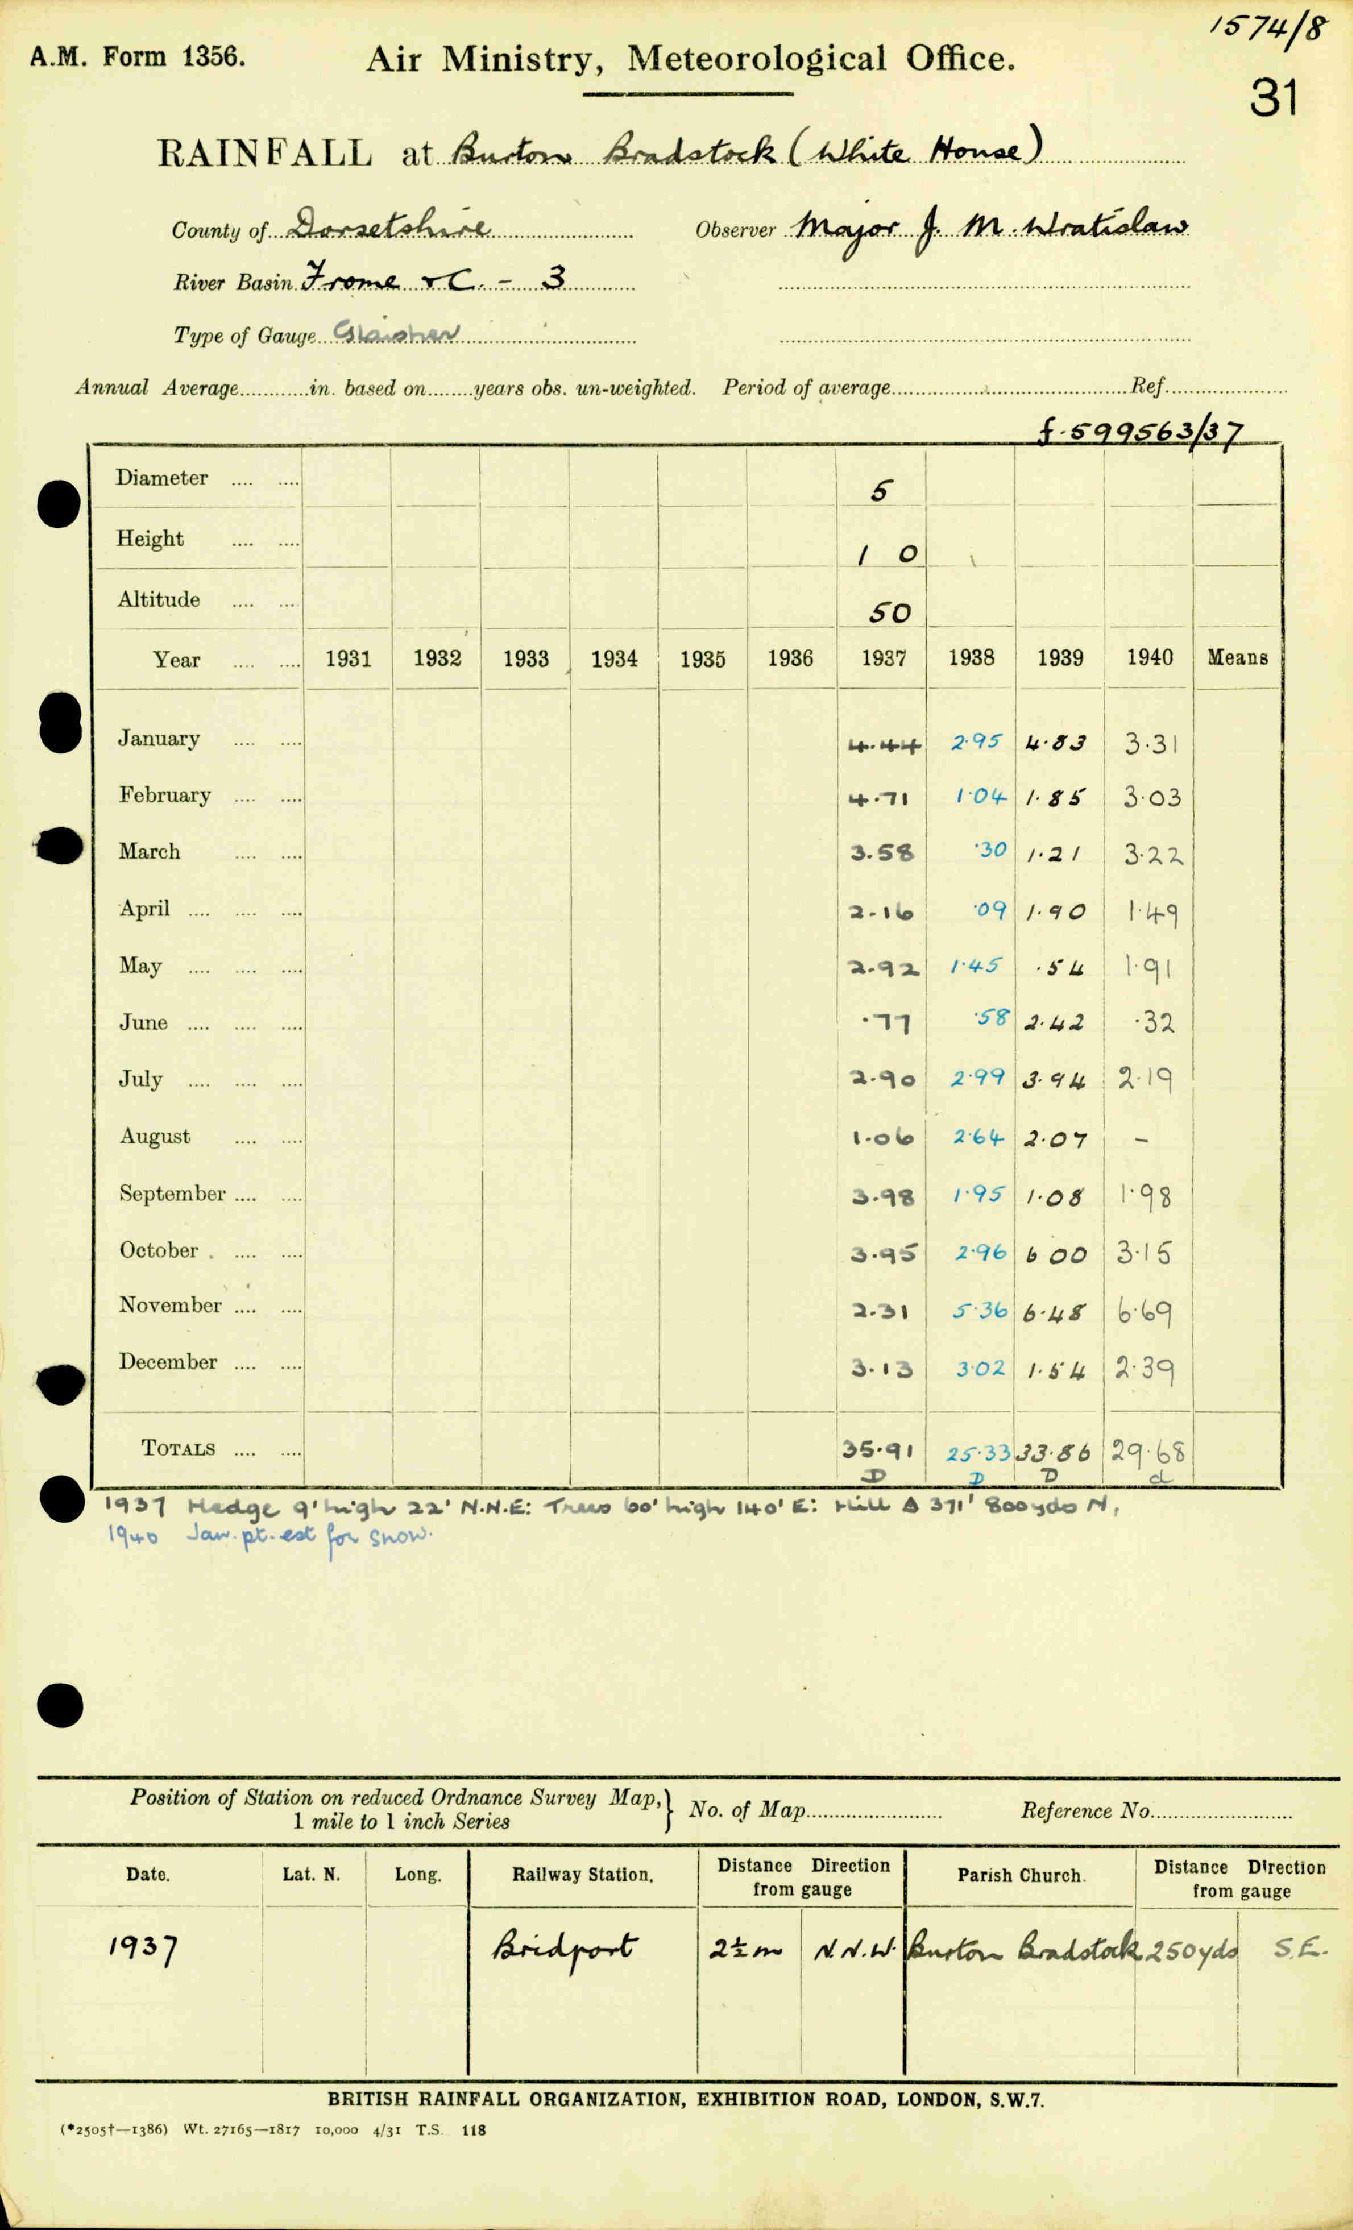 1574/8
A.M. Form 1356. Air Ministry, Meteorological Office.
31
RAINFALL at Burton Bradstock (White House)
County of Dorsetshire Observer Major J. M. Wratislaw
River Basin Frome &C. - 3
Type of Gauge Glaisher
Annual Average............in. based on........years obs. un-weighted. Period of average........................................Ref.....................
f.599563/37
Diameter .... .... 5
Height .... .... 1 0
Altitude .... .... 50
Year .... .... 1931 1932 1933 1934 1935 1936 1937 1938 1939 1940 Means
January .... .... 4.44 2.95 4.83 3.31
February .... .... 4.71 1.04 1.85 3.03
March .... .... 3.58 .30 1.21 3.22
April .... .... .... 2.16 .09 1.90 1.49
May .... .... .... 2.92 1.45 .54 1.91
June .... .... .... .77 .58 2.42 .32
July .... .... .... 2.90 2.99 3.94 2.19
August .... .... 1.06 2.64 2.07 -
September .... .... 3.98 1.95 1.08 1.98
October .... .... 3.95 2.96 6 00 3.15
November .... .... 2.31 5.36 6.48 6.69
December .... .... 3.13 3.02 1.54 2.39
TOTALS .... .... 35.91 25.33 33.86 29.68
D D D d
1937 Hedge 9' high 22' N.N.E: Trees 60' high 140' E: Hill Δ 371' 800yds N,
1940 Jan. pt. est for snow.
Position of Station on reduced Ordnance Survey Map, } No. of Map........................ Reference No.........................
1 mile to 1 inch Series
Date. Lat. N. Long. Railway Station. Distance Direction from gauge Parish Church. Distance Direction from gauge
1937 Bridport 2½m N.N.W. Burton Bradstock 250yds S.E.
BRITISH RAINFALL ORGANIZATION, EXHIBITION ROAD, LONDON, S.W.7.
(*2505†—1386) Wt. 27165—1817 10,000 4/31 T.S. 118